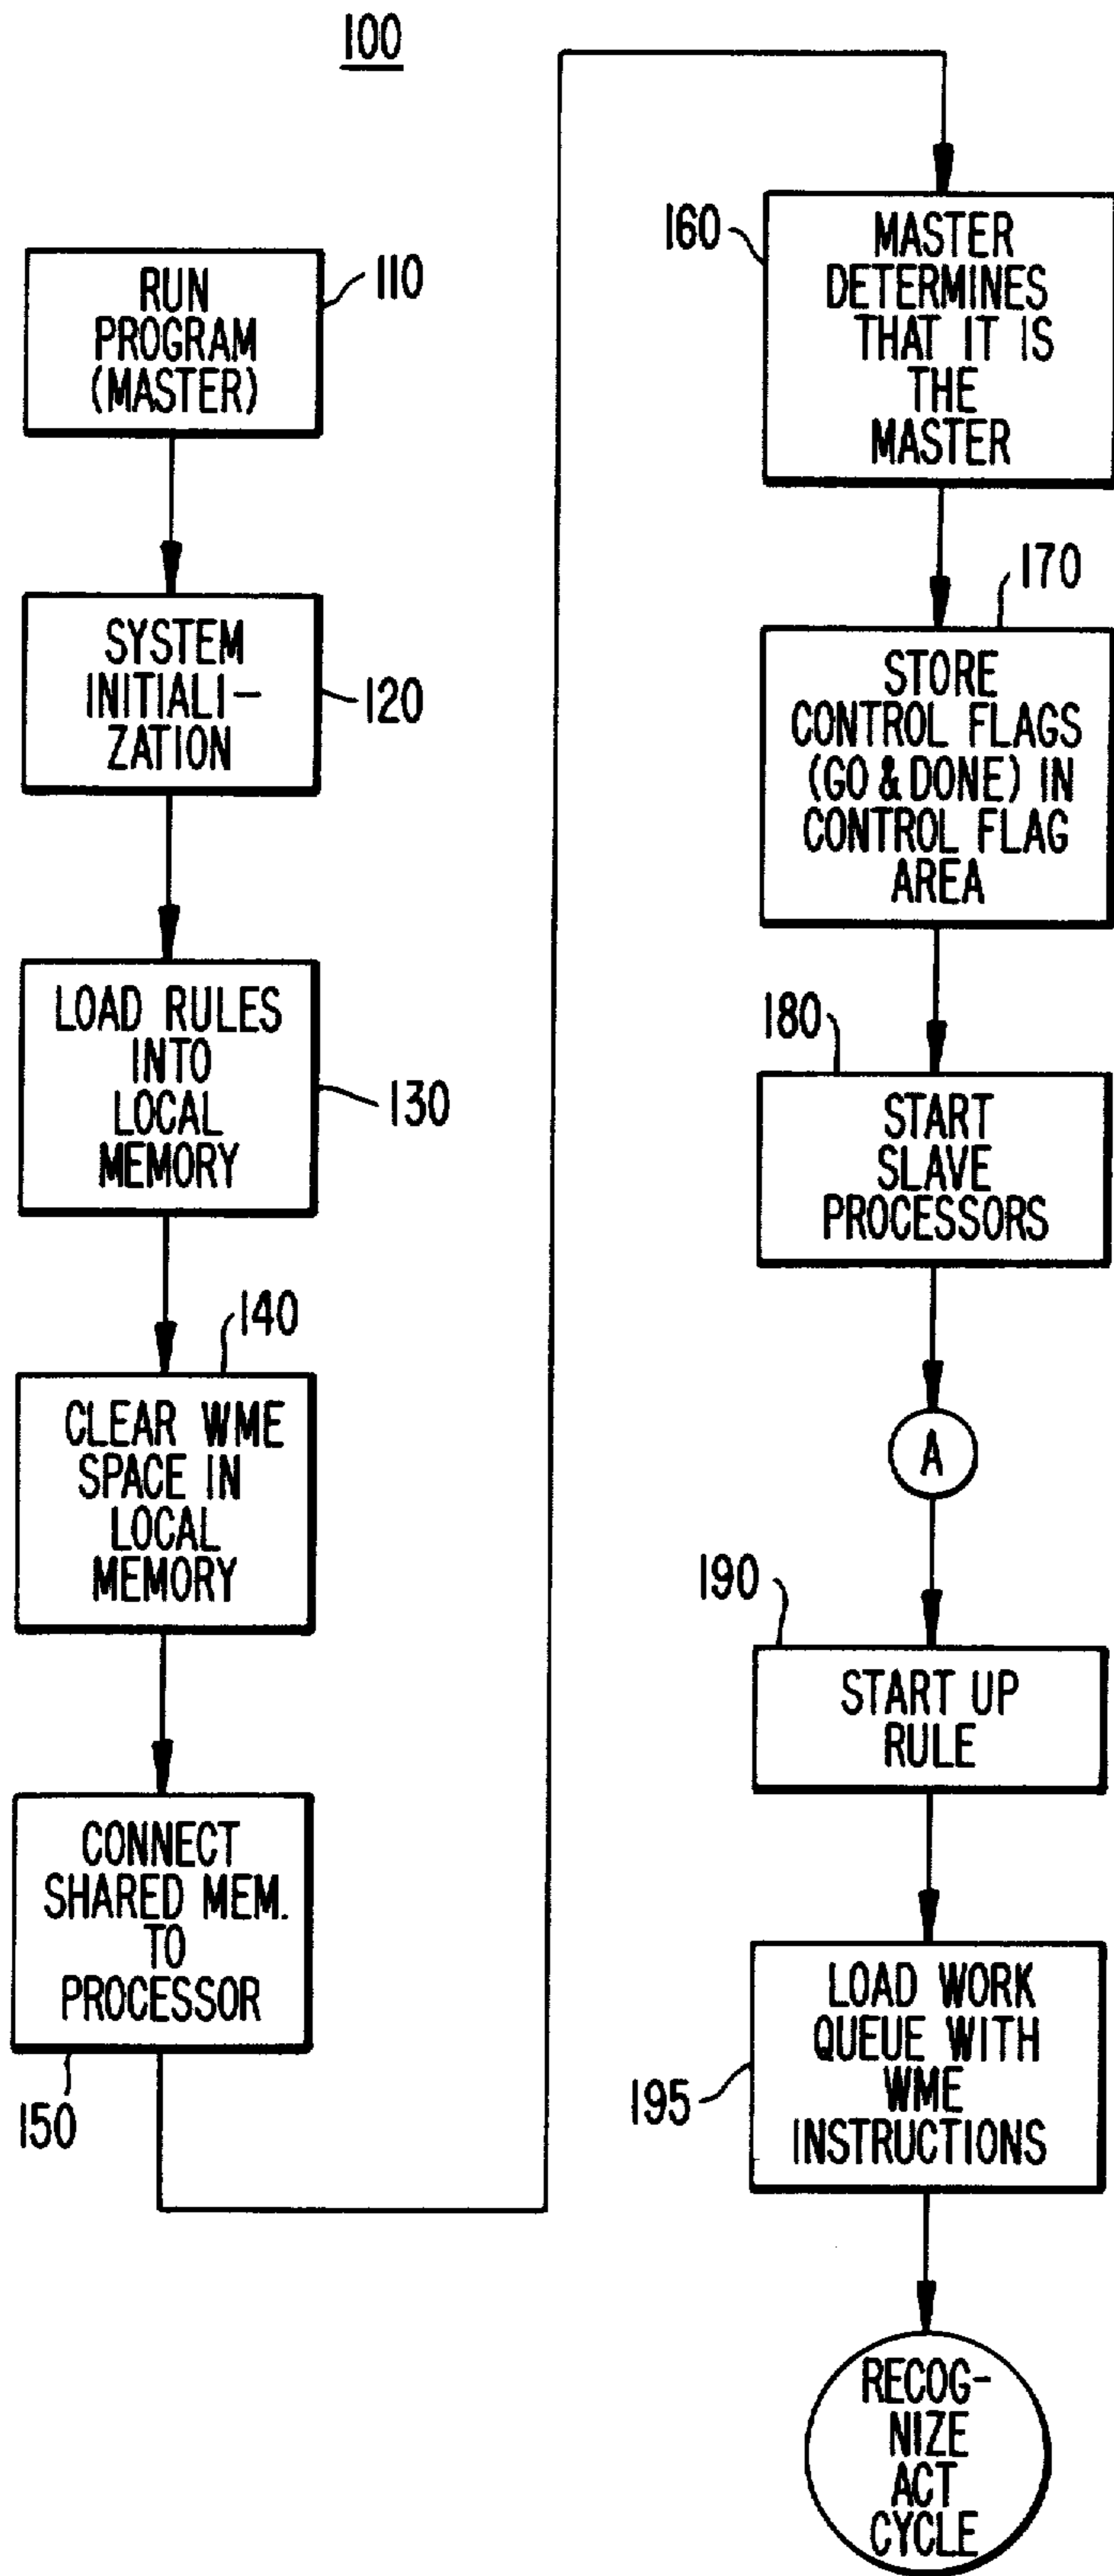 100
RUN
PROGRAM
(MASTER)
110
SYSTEM
INITIALI-
ZATION
120
LOAD RULES
INTO
LOCAL
MEMORY
130
140
CLEAR WME
SPACE IN
LOCAL
MEMORY
CONNECT
SHARED MEM.
TO
PROCESSOR
150
160
MASTER
DETERMINES
THAT IT IS
THE
MASTER
170
STORE
CONTROL FLAGS
(GO & DONE) IN
CONTROL FLAG
AREA
180
START
SLAVE
PROCESSORS
A
190
START UP
RULE
LOAD WORK
QUEUE WITH
WME
INSTRUCTIONS
195
RECOG-
NIZE
ACT
CYCLE